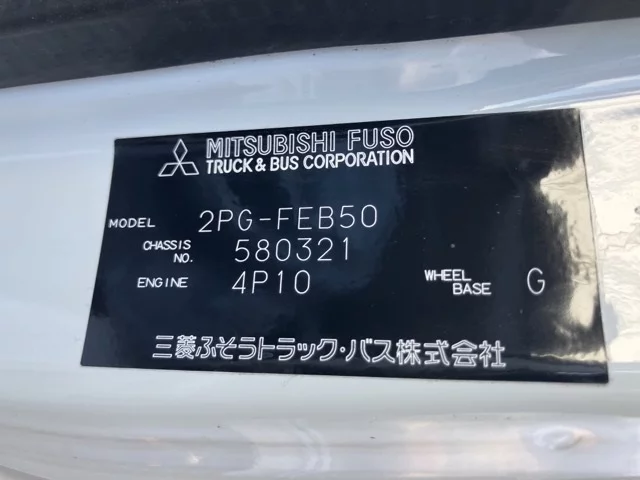 MITSUBISHI FUSO
TRUCK & BUS CORPORATION
MODEL 2PG-FEB50
CHASSIS NO. 580321
ENGINE 4P10 WHEEL BASE G
三菱ふそうトラック・バス株式会社